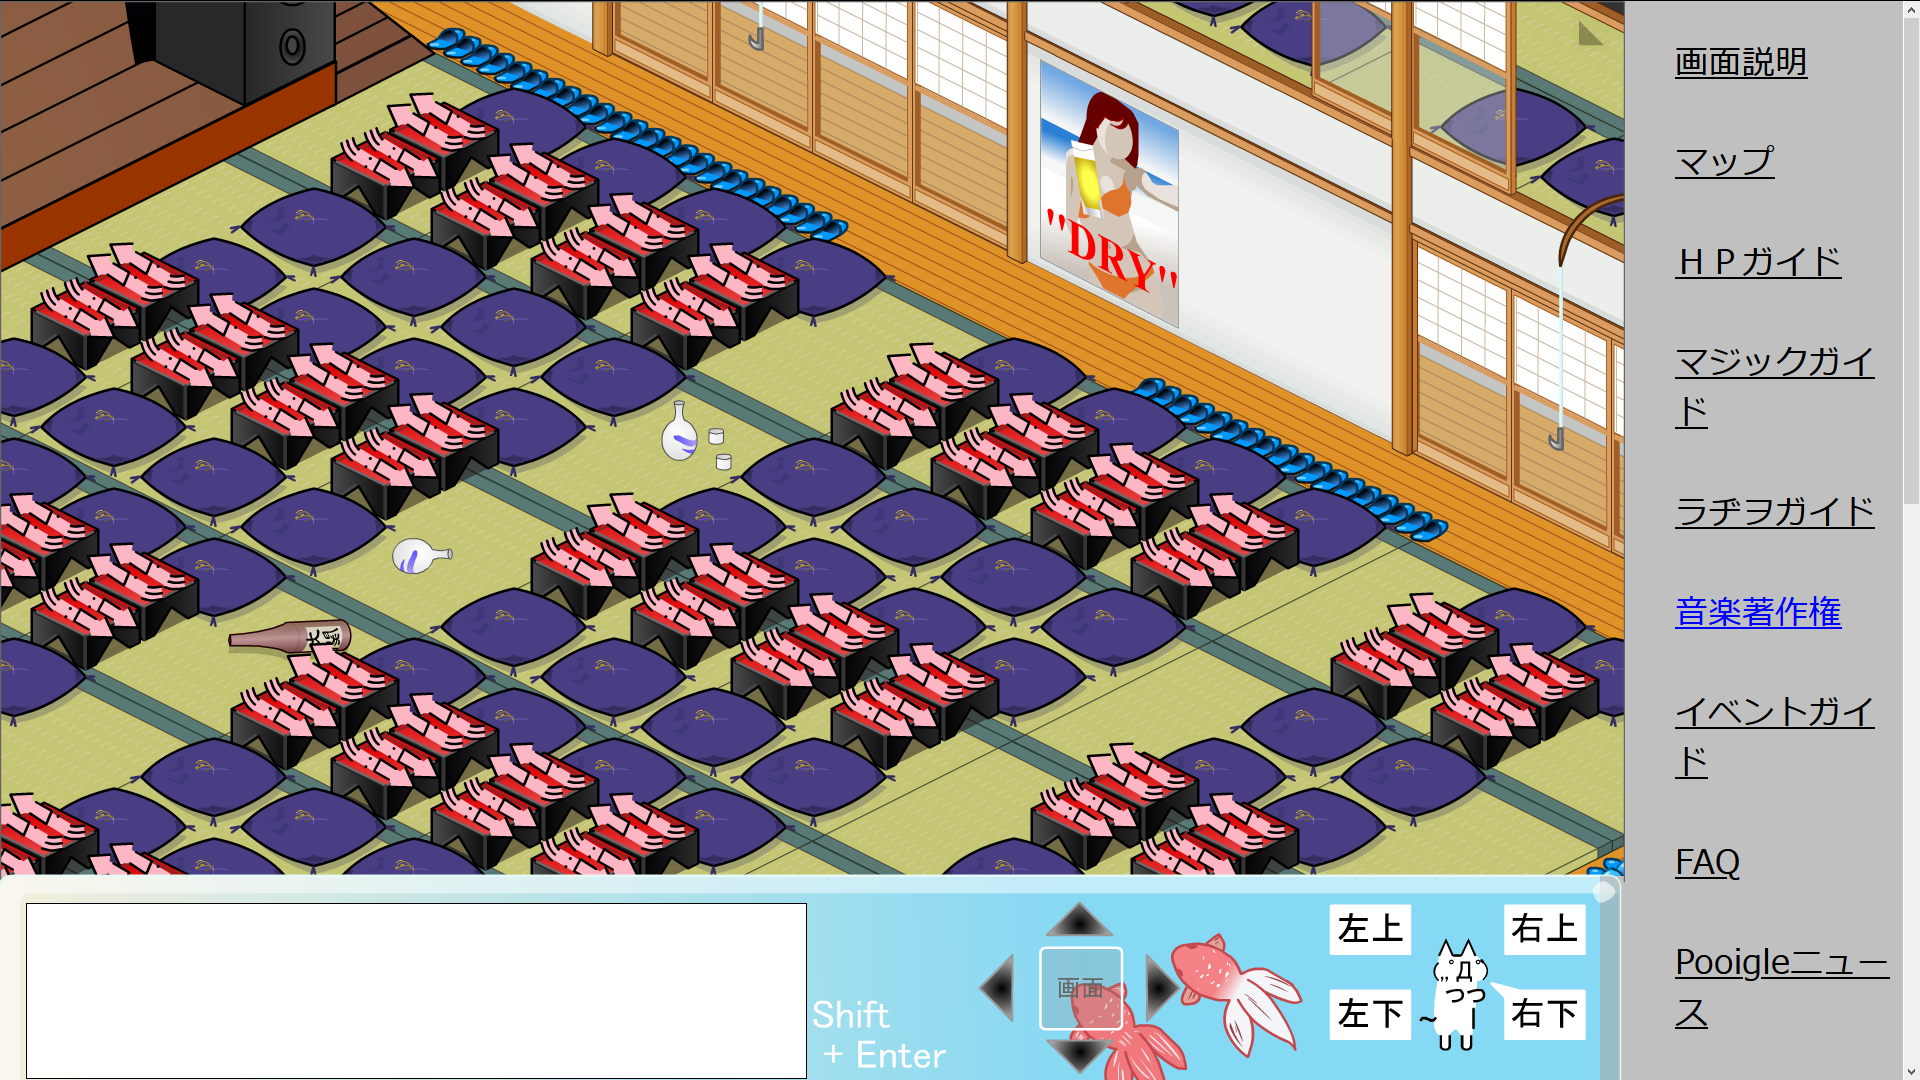 "DRY"
画面説明
マップ
ＨＰガイド
マジックガイ
ド
ラヂヲガイド
音楽著作権
イベントガイ
ド
FAQ
Pooigleニュー
ス
Shift
+ Enter
画面
左上
右上
左下
右下